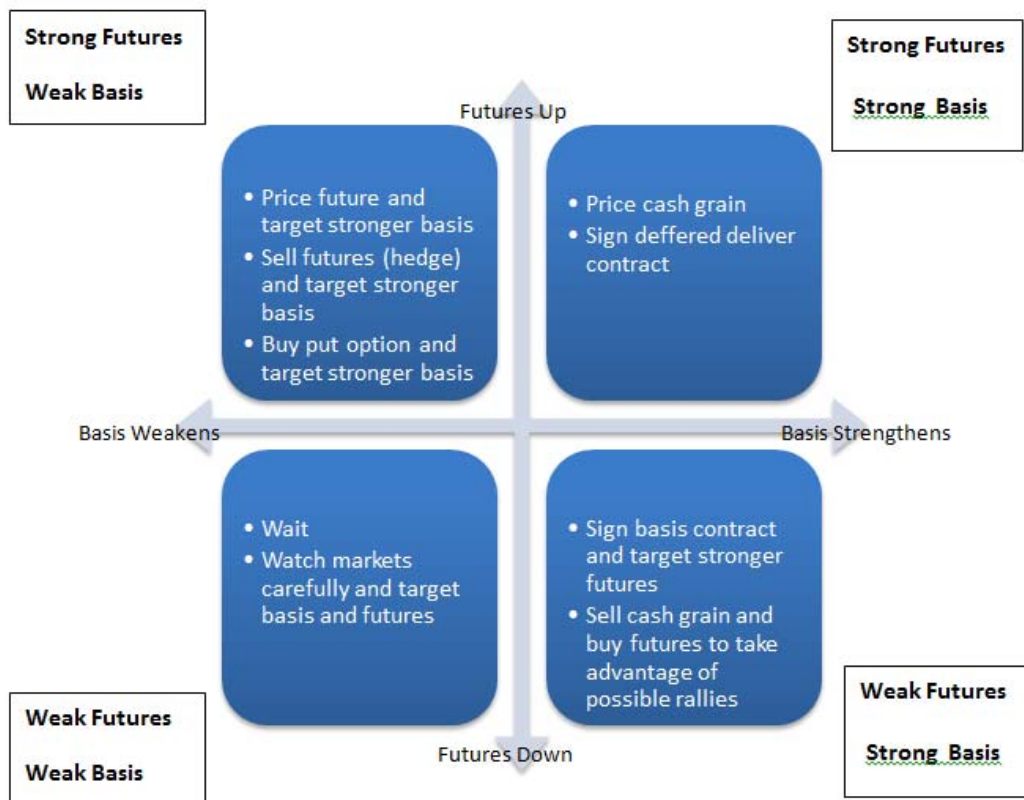 Strong Futures
Weak Basis
Strong Futures
Strong Basis
Futures Up
• Price future and
target stronger basis
• Sell futures (hedge)
and target stronger
basis
• Buy put option and
target stronger basis
• Price cash grain
• Sign deffered deliver
contract
Basis Weakens
Basis Strengthens
• Wait
• Watch markets
carefully and target
basis and futures
• Sign basis contract
and target stronger
futures
• Sell cash grain and
buy futures to take
advantage of
possible rallies
Weak Futures
Weak Basis
Futures Down
Weak Futures
Strong Basis